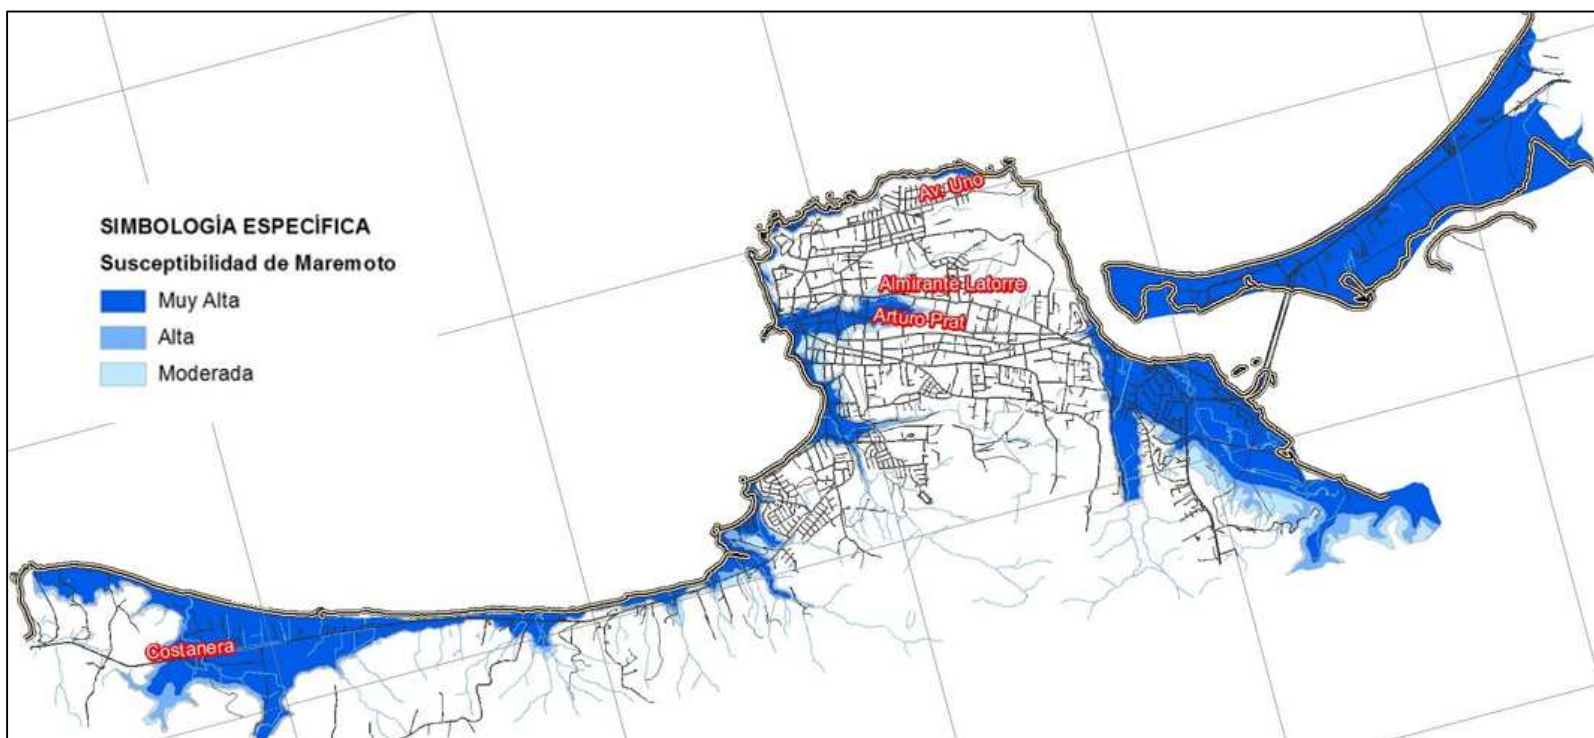 SIMBOLOGÍA ESPECÍFICA
Susceptibilidad de Maremoto
Muy Alta
Alta
Moderada
Av. Uno
Almirante Latorre
Arturo Prat
Costanera